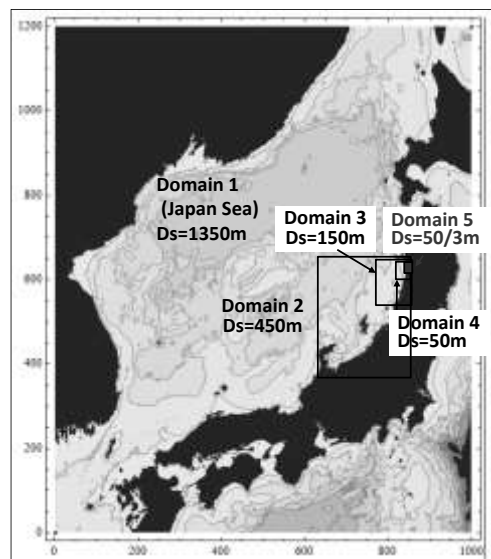 1200
1000
800
600
400
200
0
Domain 1
(Japan Sea)
Ds=1350m
Domain 3
Ds=150m
Domain 5
Ds=50/3m
Domain 2
Ds=450m
Domain 4
Ds=50m
0
200
400
600
800
1000